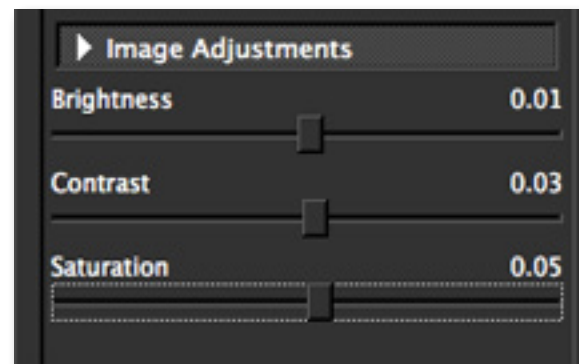 Image Adjustments
Brightness 0.01
Contrast 0.03
Saturation 0.05